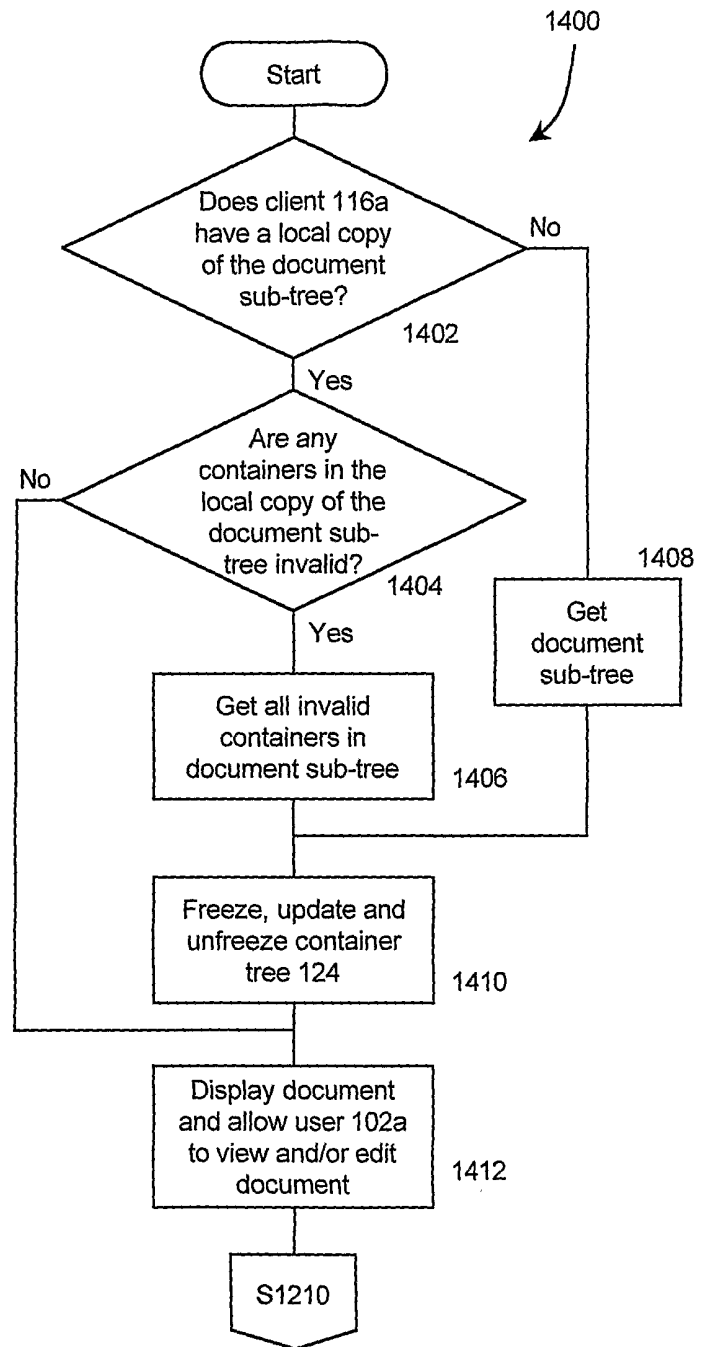 1400
Start
Does client 116a
have a local copy
of the document
sub-tree?
No
1402
Yes
Are any
containers in the
local copy of the
document sub-
tree invalid?
No
1404
1408
Yes
Get
document
sub-tree
Get all invalid
containers in
document sub-tree
1406
Freeze, update and
unfreeze container
tree 124
1410
Display document
and allow user 102a
to view and/or edit
document
1412
S1210